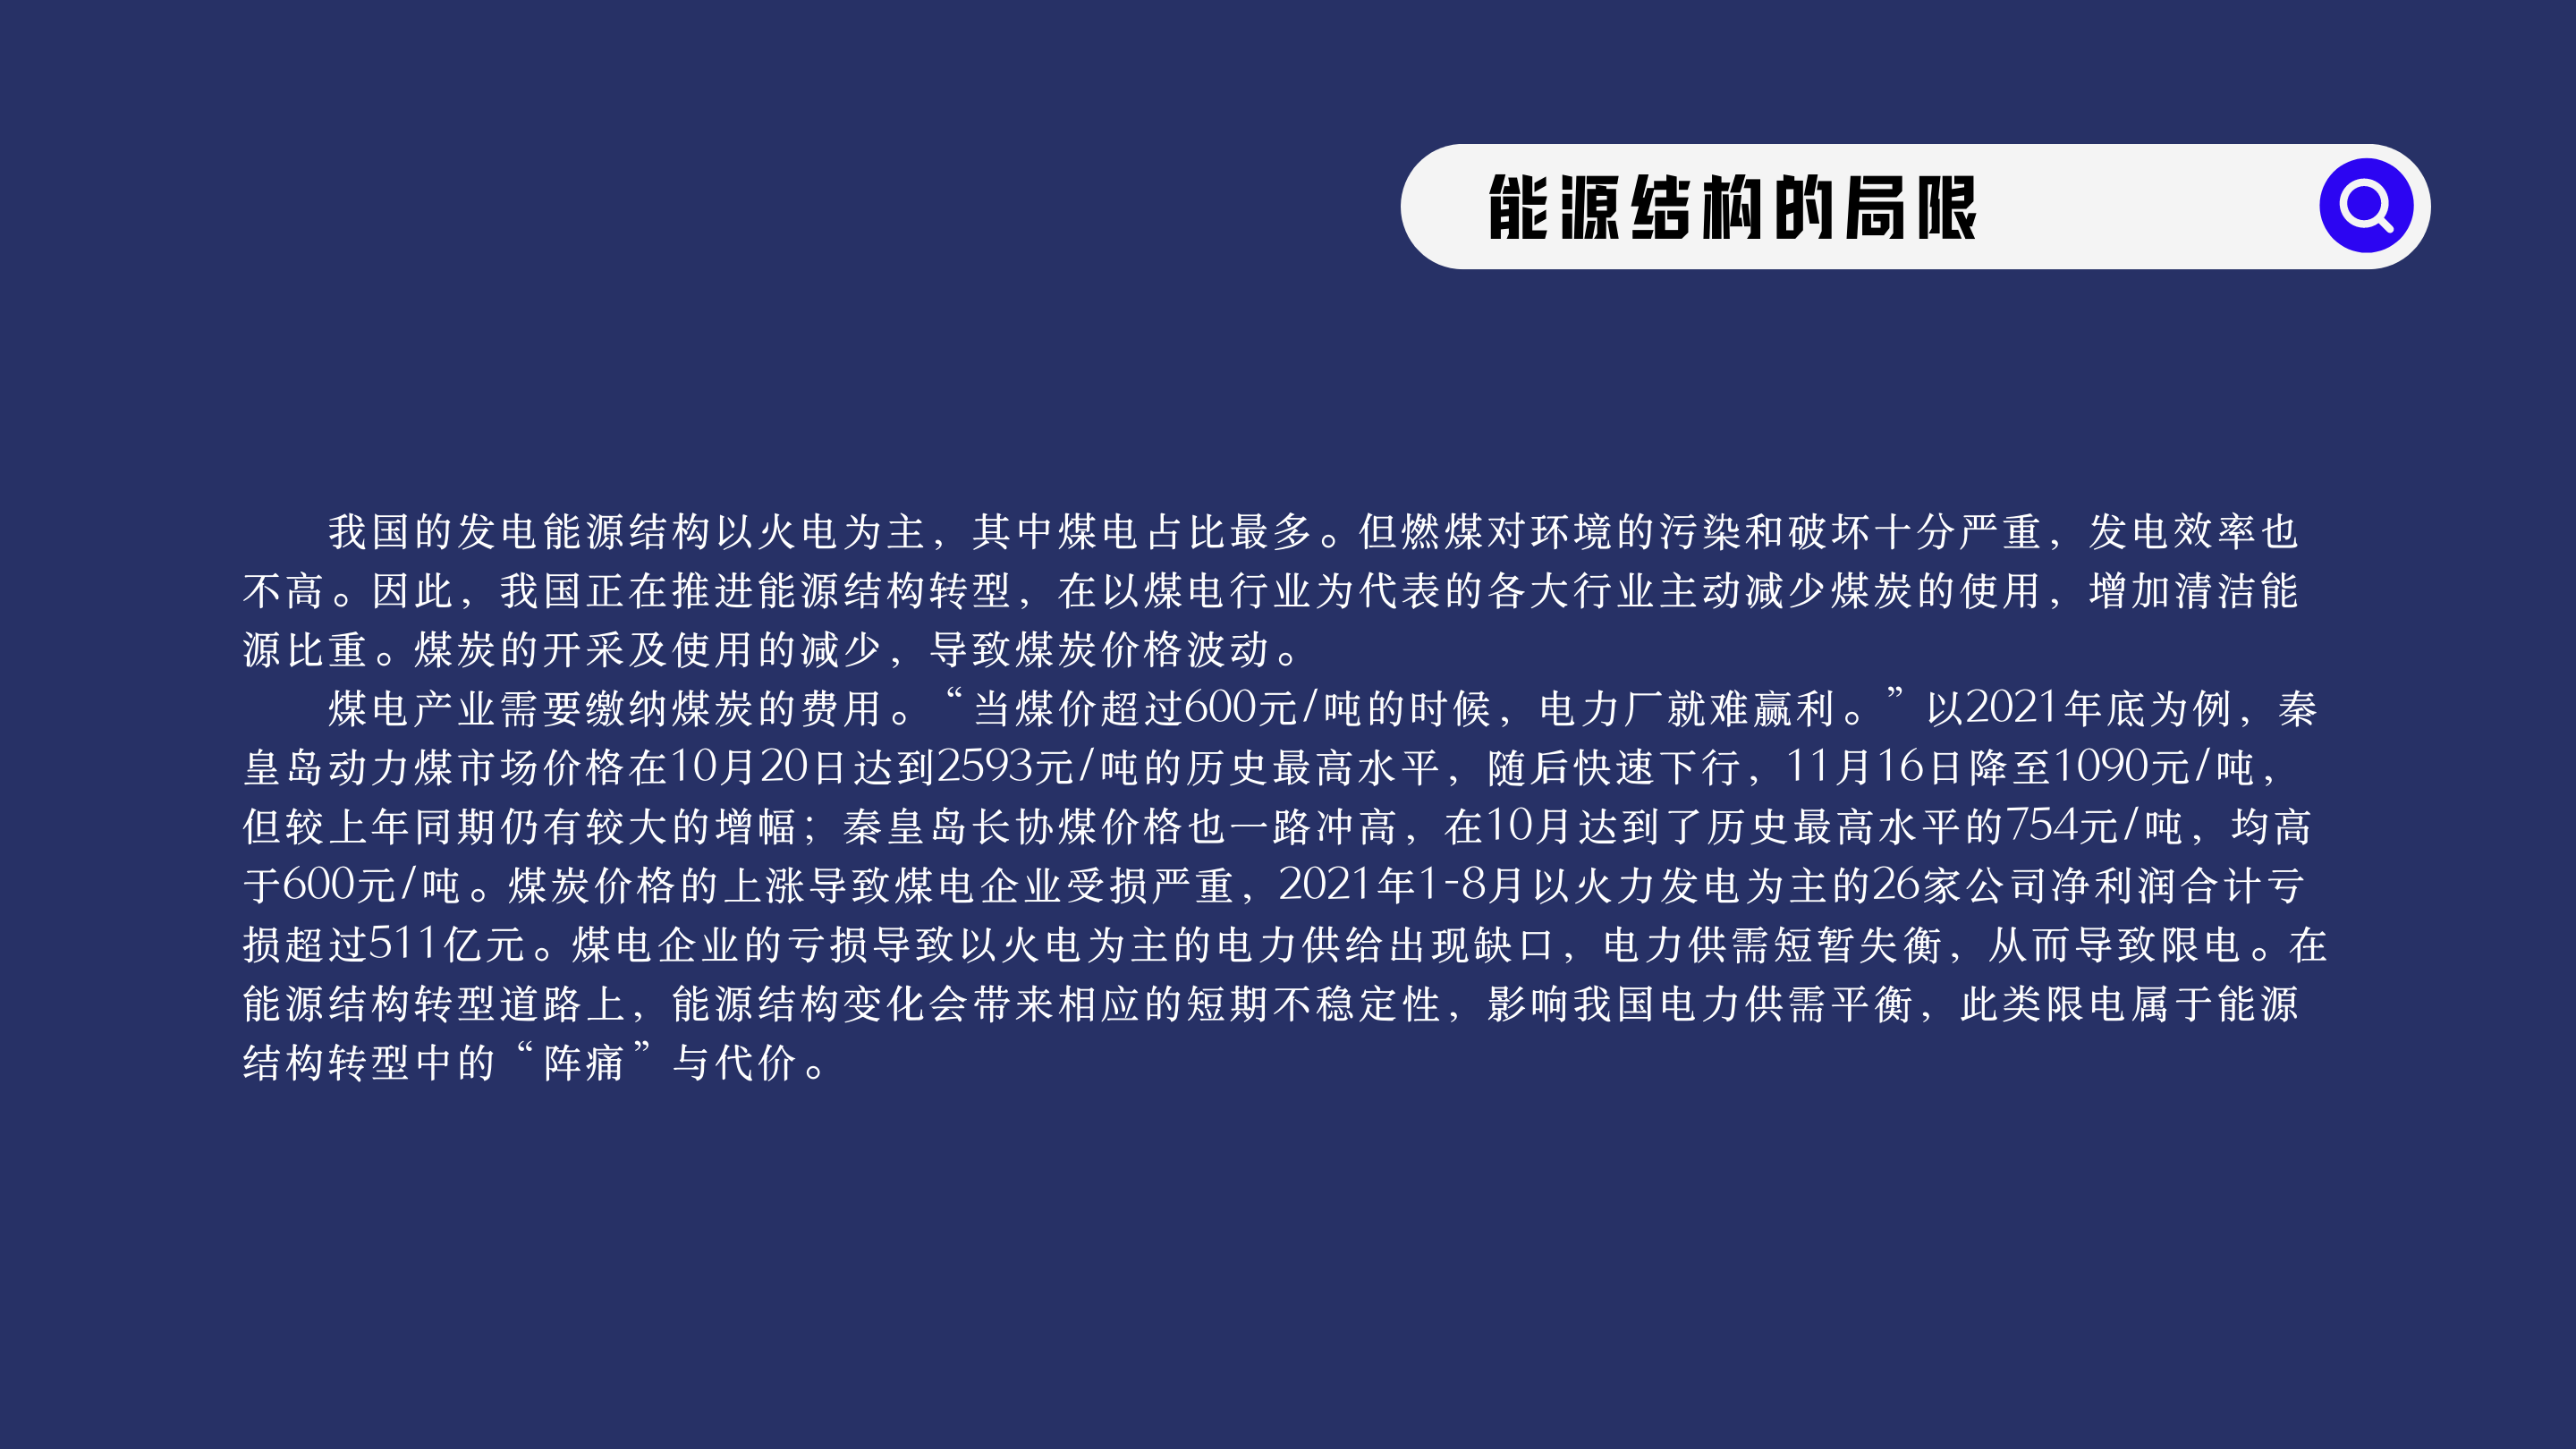 能源结构的局限
我国的发电能源结构以火电为主，其中煤电占比最多。但燃煤对环境的污染和破坏十分严重，发电效率也
不高。因此，我国正在推进能源结构转型，在以煤电行业为代表的各大行业主动减少煤炭的使用，增加清洁能
源比重。煤炭的开采及使用的减少，导致煤炭价格波动。
煤电产业需要缴纳煤炭的费用。“当煤价超过600元/吨的时候，电力厂就难赢利。”以2021年底为例，秦
皇岛动力煤市场价格在10月20日达到2593元/吨的历史最高水平，随后快速下行，11月16日降至1090元/吨，
但较上年同期仍有较大的增幅；秦皇岛长协煤价格也一路冲高，在10月达到了历史最高水平的754元/吨，均高
于600元/吨。煤炭价格的上涨导致煤电企业受损严重，2021年1-8月以火力发电为主的26家公司净利润合计亏
损超过511亿元。煤电企业的亏损导致以火电为主的电力供给出现缺口，电力供需短暂失衡，从而导致限电。在
能源结构转型道路上，能源结构变化会带来相应的短期不稳定性，影响我国电力供需平衡，此类限电属于能源
结构转型中的“阵痛”与代价。